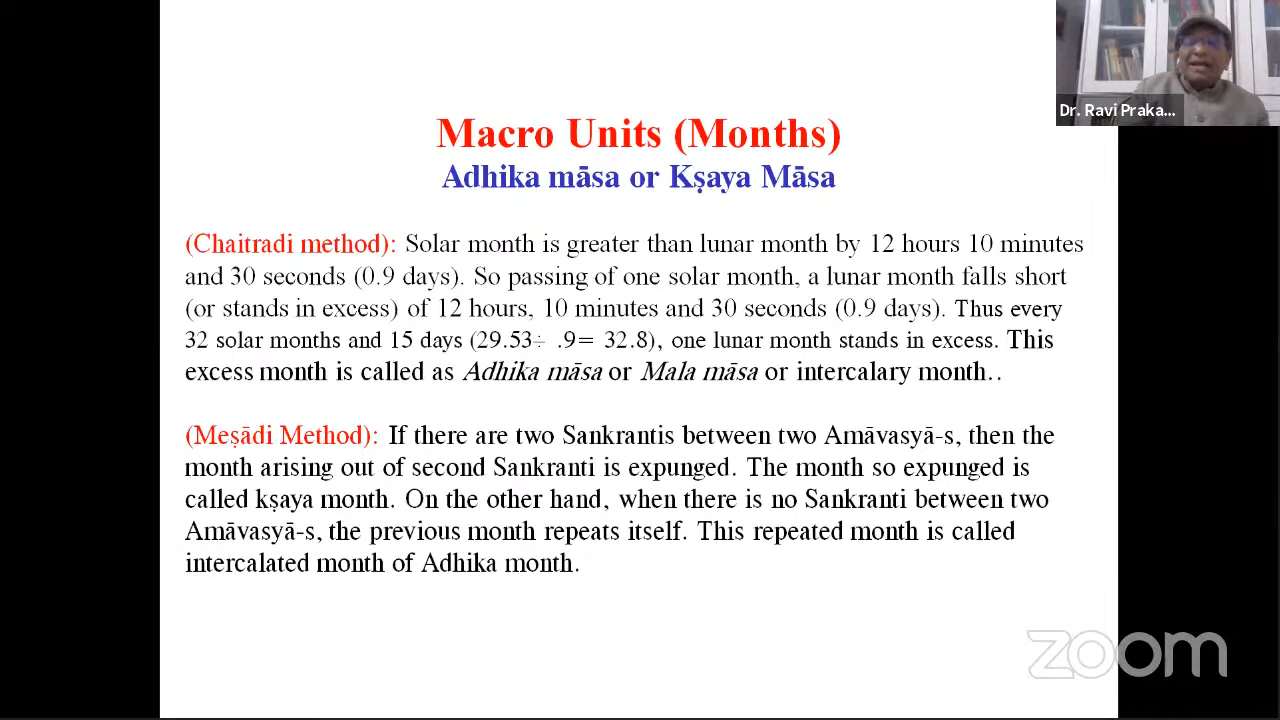 Dr. Ravi Praka...
Macro Units (Months)
Adhika māsa or Kṣaya Māsa
(Chaitradi method): Solar month is greater than lunar month by 12 hours 10 minutes
and 30 seconds (0.9 days). So passing of one solar month, a lunar month falls short
(or stands in excess) of 12 hours, 10 minutes and 30 seconds (0.9 days). Thus every
32 solar months and 15 days (29.53÷ .9= 32.8), one lunar month stands in excess. This
excess month is called as Adhika māsa or Mala māsa or intercalary month..
(Meṣādi Method): If there are two Sankrantis between two Amāvasyā-s, then the
month arising out of second Sankranti is expunged. The month so expunged is
called kṣaya month. On the other hand, when there is no Sankranti between two
Amāvasyā-s, the previous month repeats itself. This repeated month is called
intercalated month of Adhika month.
zoom